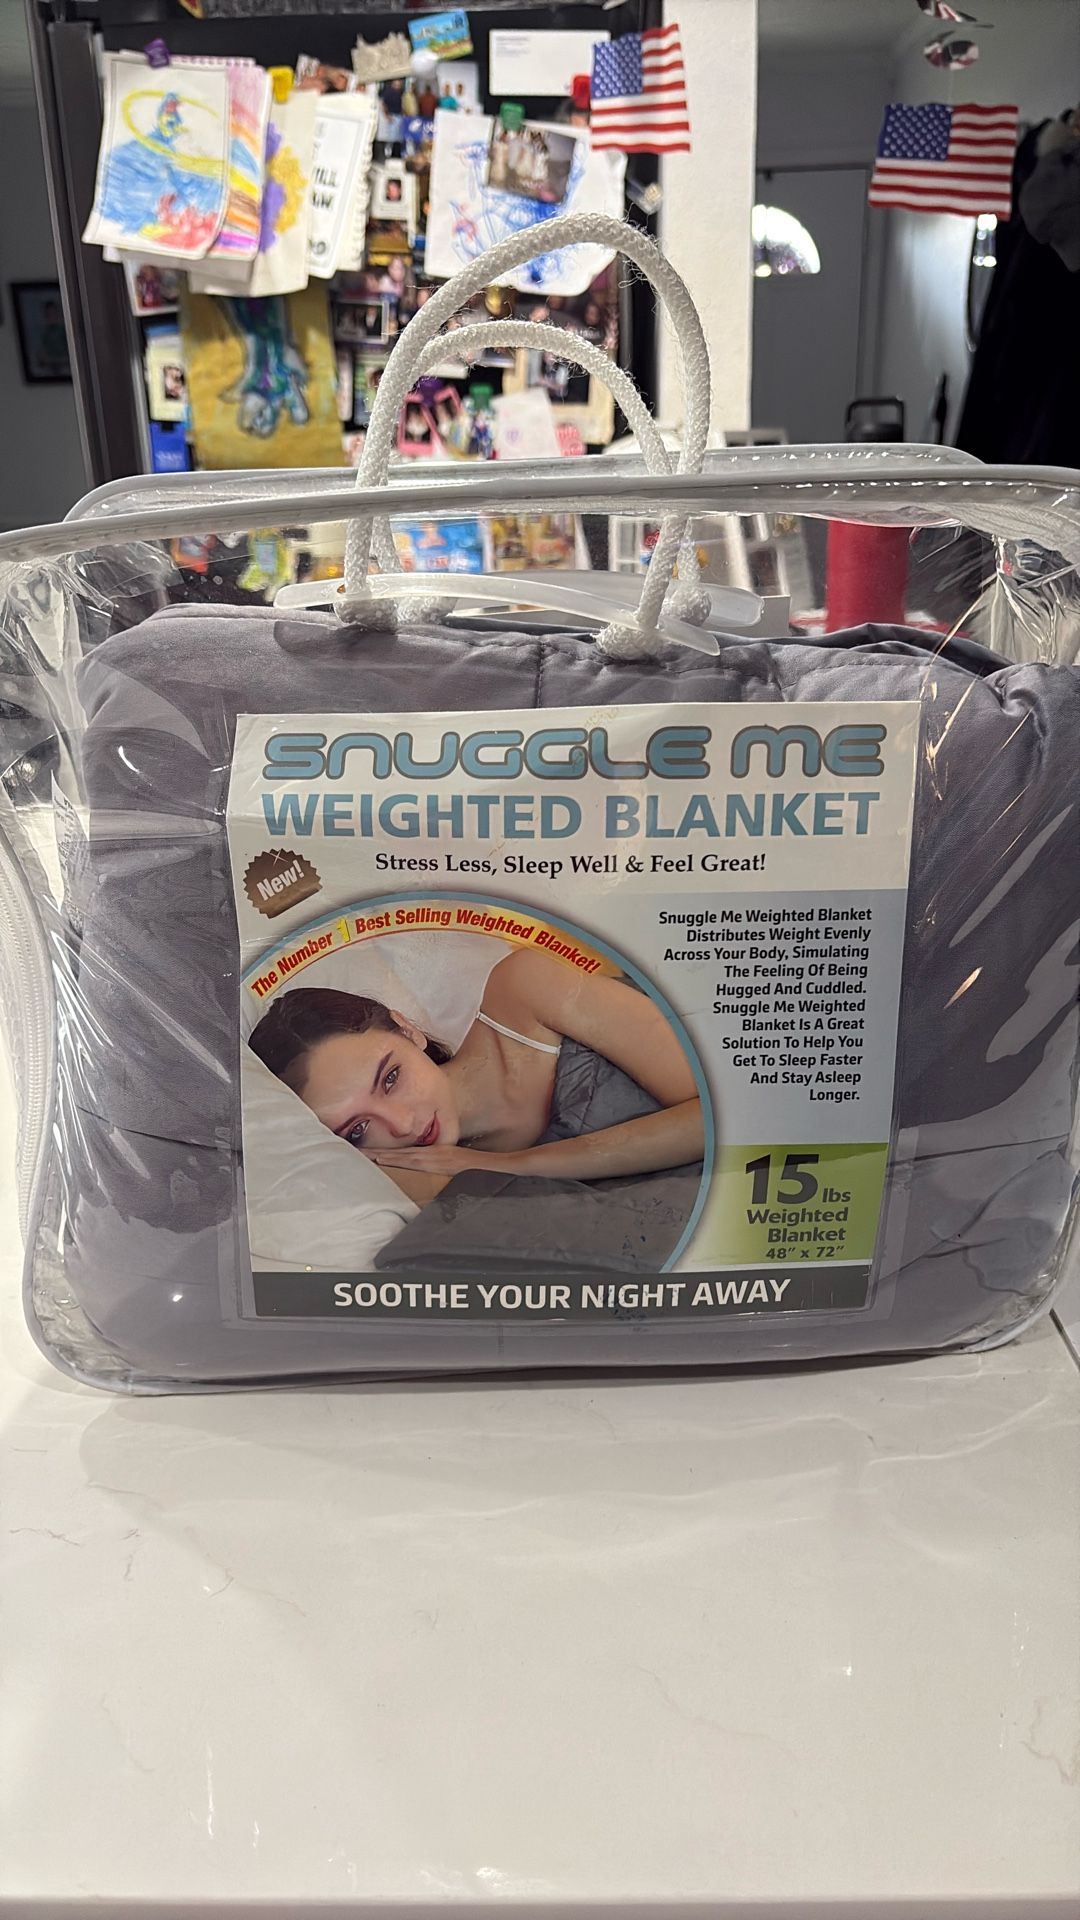 SNUGGLE ME
WEIGHTED BLANKET
Stress Less, Sleep Well & Feel Great!
New!
The Number 1 Best Selling Weighted Blanket!
Snuggle Me Weighted Blanket
Distributes Weight Evenly
Across Your Body, Simulating
The Feeling Of Being
Hugged And Cuddled.
Snuggle Me Weighted
Blanket Is A Great
Solution To Help You
Get To Sleep Faster
And Stay Asleep
Longer.
15 lbs
Weighted
Blanket
48" x 72"
SOOTHE YOUR NIGHT AWAY